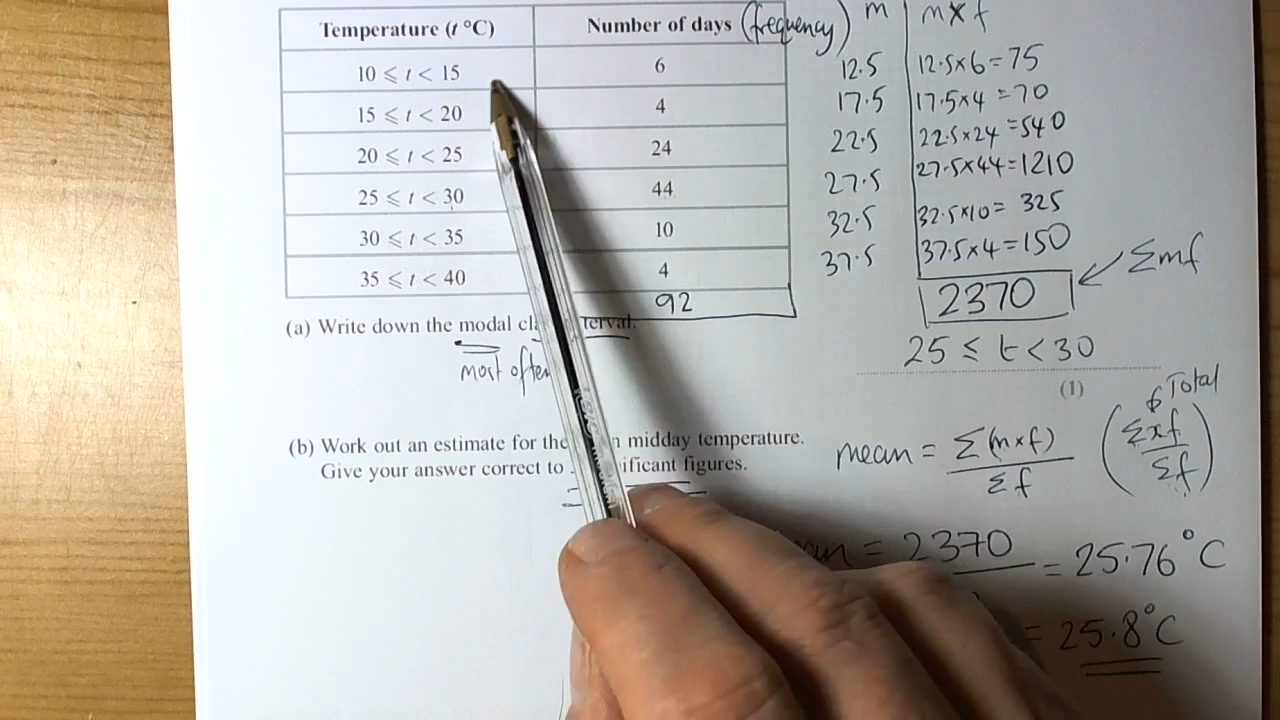 Temperature (t °C) Number of days (frequency) m m×f
10 ⩽ t < 15 6 12.5 12.5×6=75
15 ⩽ t < 20 4 17.5 17.5×4=70
20 ⩽ t < 25 24 22.5 22.5×24=540
25 ⩽ t < 30 44 27.5 27.5×44=1210
30 ⩽ t < 35 10 32.5 32.5×10=325
35 ⩽ t < 40 4 37.5 37.5×4=150
92 2370 ← Σmf
(a) Write down the modal interval.
most often
25 ≤ t < 30
(1)
(b) Work out an estimate for the midday temperature.
Give your answer correct to significant figures.
mean = Σ(m×f) / Σf (Σxf / Σf) Total
= 2370 = 25.76°C
= 25.8°C